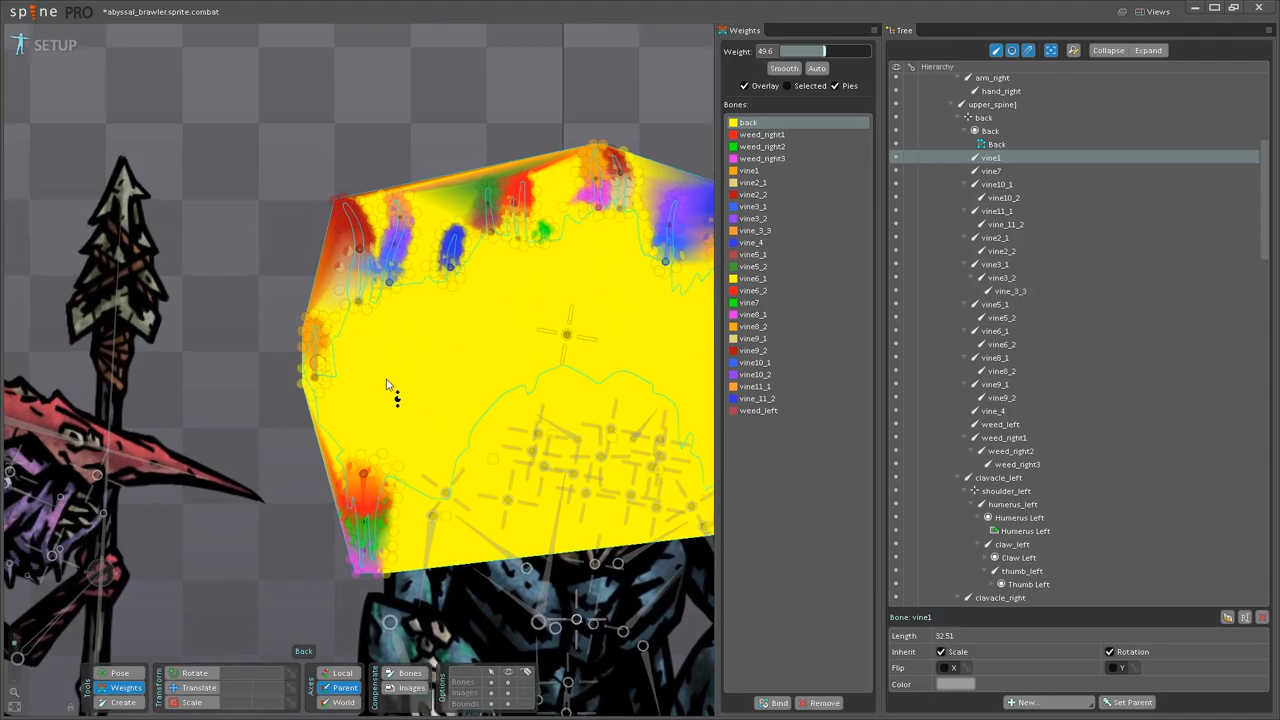 spine PRO
*abyssal_brawler.sprite.combat
Views
SETUP
Weights
Weight: 49.6
Smooth
Auto
Overlay
Selected
Pies
Bones:
back
weed_right1
weed_right2
weed_right3
vine1
vine2_1
vine2_2
vine3_1
vine3_2
vine_3_3
vine_4
vine5_1
vine5_2
vine6_1
vine6_2
vine7
vine8_1
vine8_2
vine9_1
vine9_2
vine10_1
vine10_2
vine11_1
vine_11_2
weed_left
Bind
Remove
Tree
Collapse
Expand
Hierarchy
arm_right
hand_right
upper_spine]
back
Back
Back
vine1
vine7
vine10_1
vine10_2
vine11_1
vine_11_2
vine2_1
vine2_2
vine3_1
vine3_2
vine_3_3
vine5_1
vine5_2
vine6_1
vine6_2
vine8_1
vine8_2
vine9_1
vine9_2
vine_4
weed_left
weed_right1
weed_right2
weed_right3
clavacle_left
shoulder_left
humerus_left
Humerus Left
Humerus Left
claw_left
Claw Left
thumb_left
Thumb Left
clavacle_right
Bone: vine1
Length 32.51
Inherit Scale Rotation
Flip X Y
Color
New...
Set Parent
Back
Tools
Pose
Weights
Create
Transform
Rotate
Translate
Scale
Axes
Local
Parent
World
Compensate
Bones
Images
Options
Bones
Images
Bounds